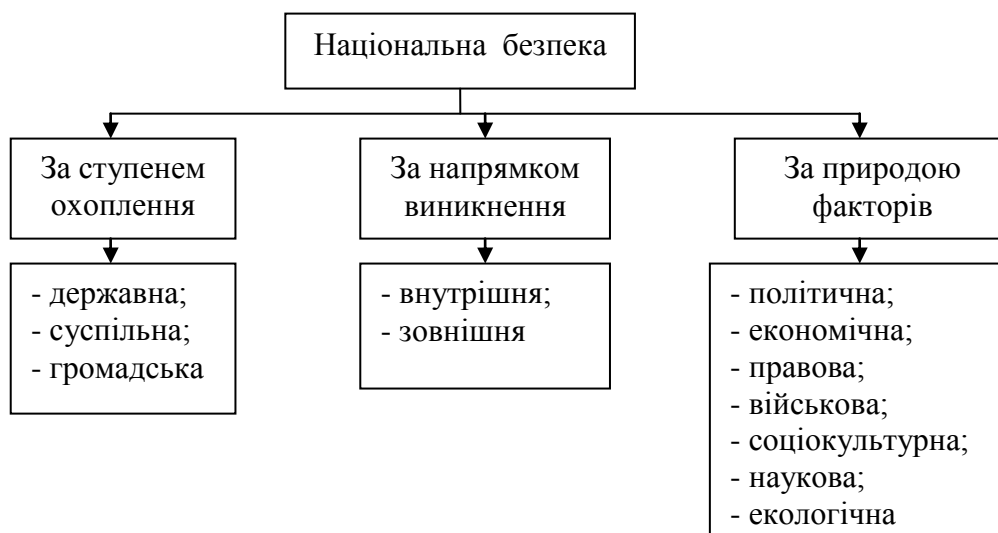 Національна безпека
За ступенем
охоплення
За напрямком
виникнення
За природою
факторів
- державна;
- суспільна;
- громадська
- внутрішня;
- зовнішня
- політична;
- економічна;
- правова;
- військова;
- соціокультурна;
- наукова;
- екологічна